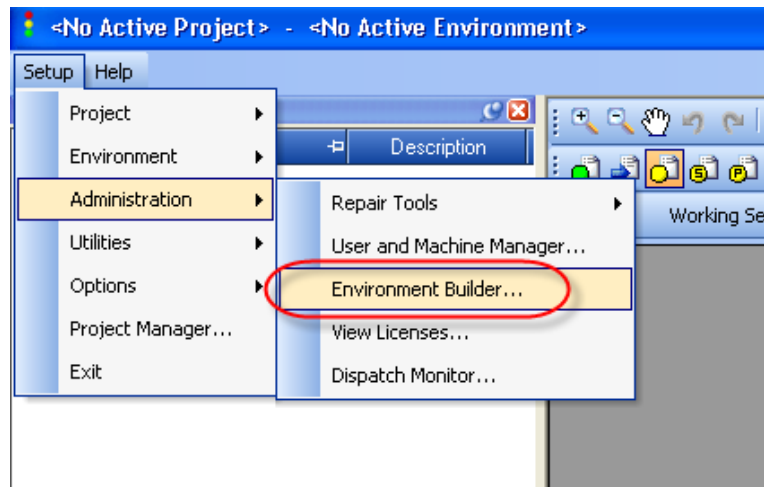 <No Active Project> - <No Active Environment>
Setup Help
Description
Project
Environment
Administration
Utilities
Options
Project Manager...
Exit
Repair Tools
User and Machine Manager...
Environment Builder...
View Licenses...
Dispatch Monitor...
Working Se
S
P